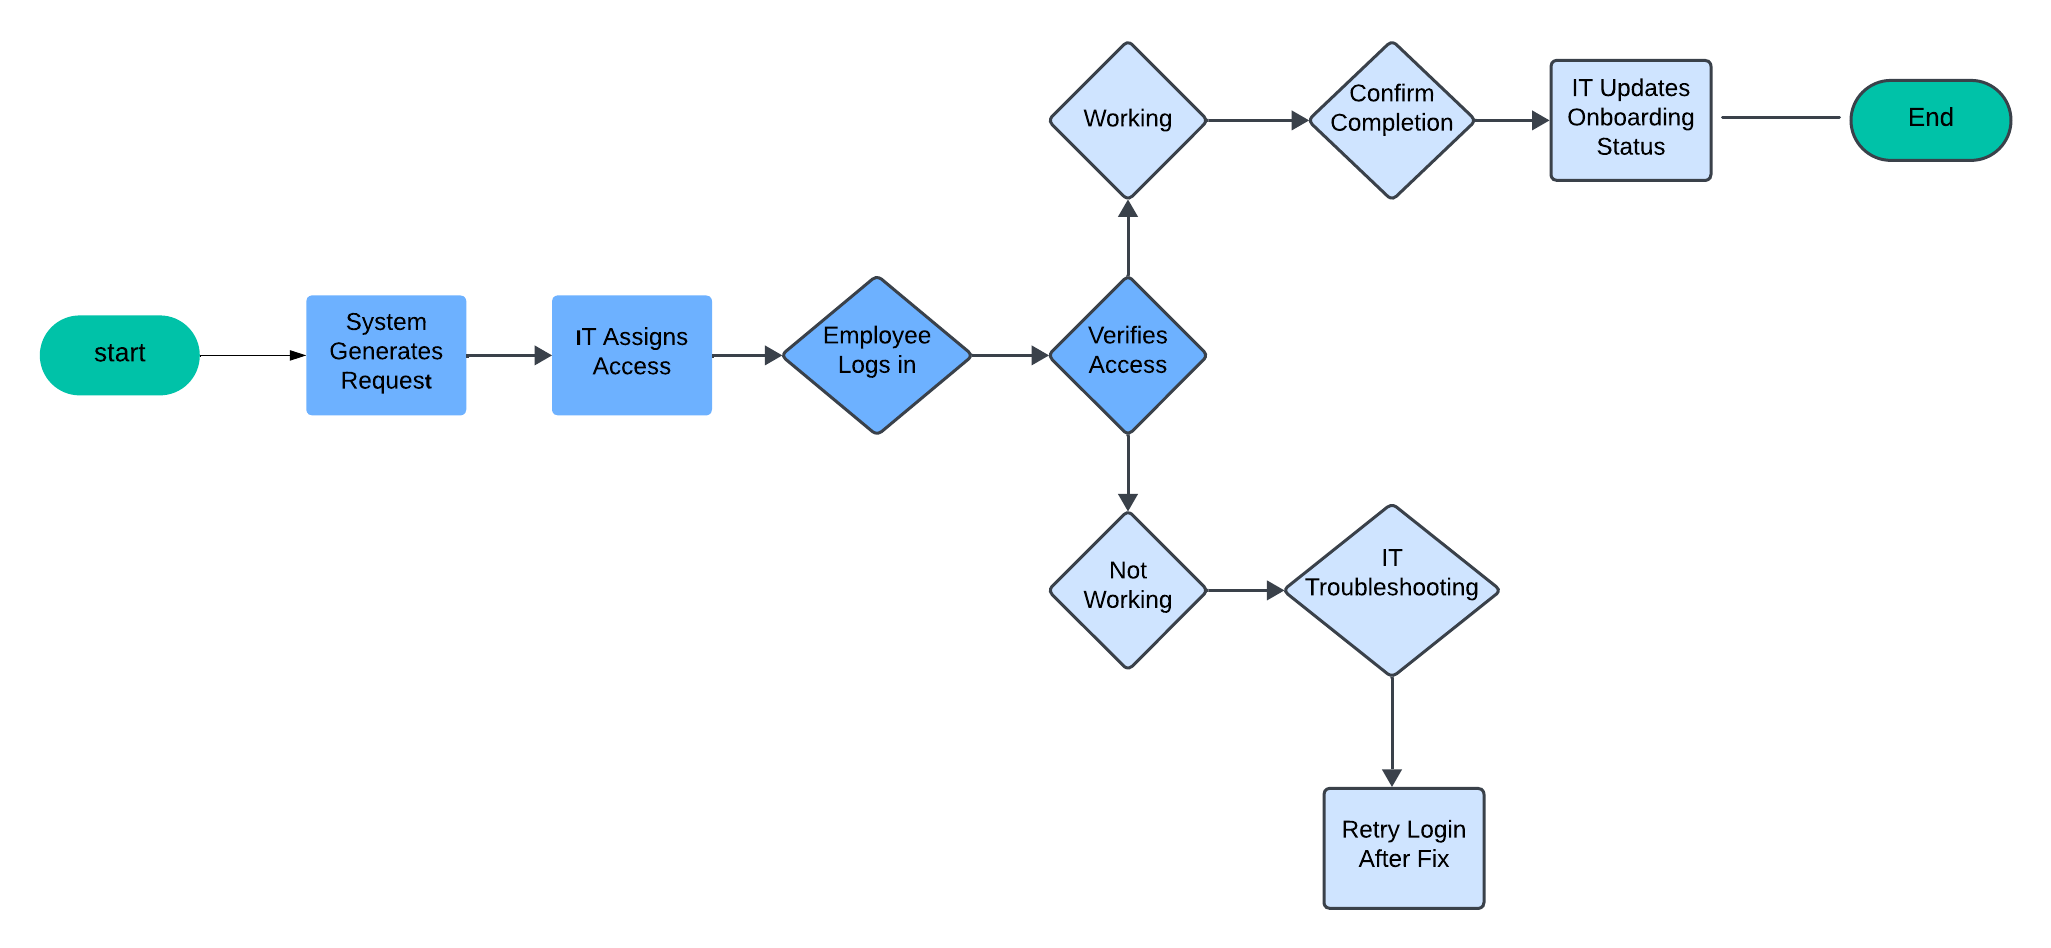 start
System
Generates
Request
IT Assigns
Access
Employee
Logs in
Verifies
Access
Working
Confirm
Completion
IT Updates
Onboarding
Status
End
Not
Working
IT
Troubleshooting
Retry Login
After Fix